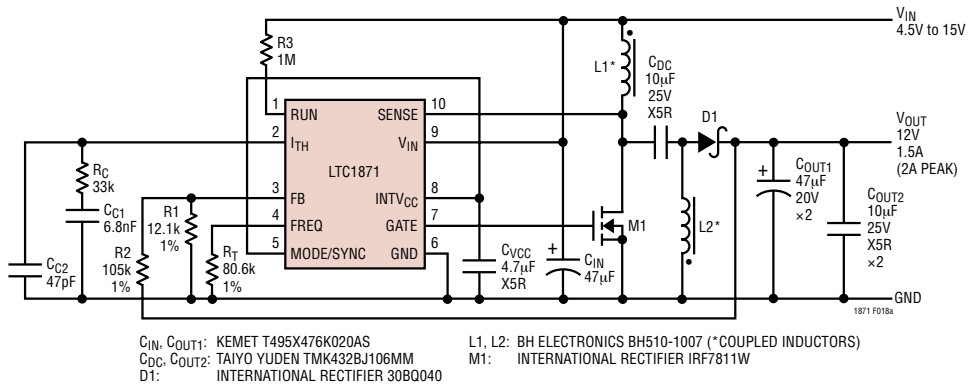 VIN
4.5V to 15V
R3
1M
L1*
CDC
10µF
25V
X5R
D1
VOUT
12V
1.5A
(2A PEAK)
1
RUN
SENSE
10
2
ITH
VIN
9
LTC1871
3
FB
INTVCC
8
4
FREQ
GATE
7
5
MODE/SYNC
GND
6
RC
33k
CC1
6.8nF
R1
12.1k
1%
R2
105k
1%
RT
80.6k
1%
CC2
47pF
CVCC
4.7µF
X5R
+
CIN
47µF
M1
L2*
+
COUT1
47µF
20V
×2
COUT2
10µF
25V
X5R
×2
GND
1871 F018a
CIN, COUT1: KEMET T495X476K020AS
CDC, COUT2: TAIYO YUDEN TMK432BJ106MM
D1: INTERNATIONAL RECTIFIER 30BQ040
L1, L2: BH ELECTRONICS BH510-1007 (*COUPLED INDUCTORS)
M1: INTERNATIONAL RECTIFIER IRF7811W